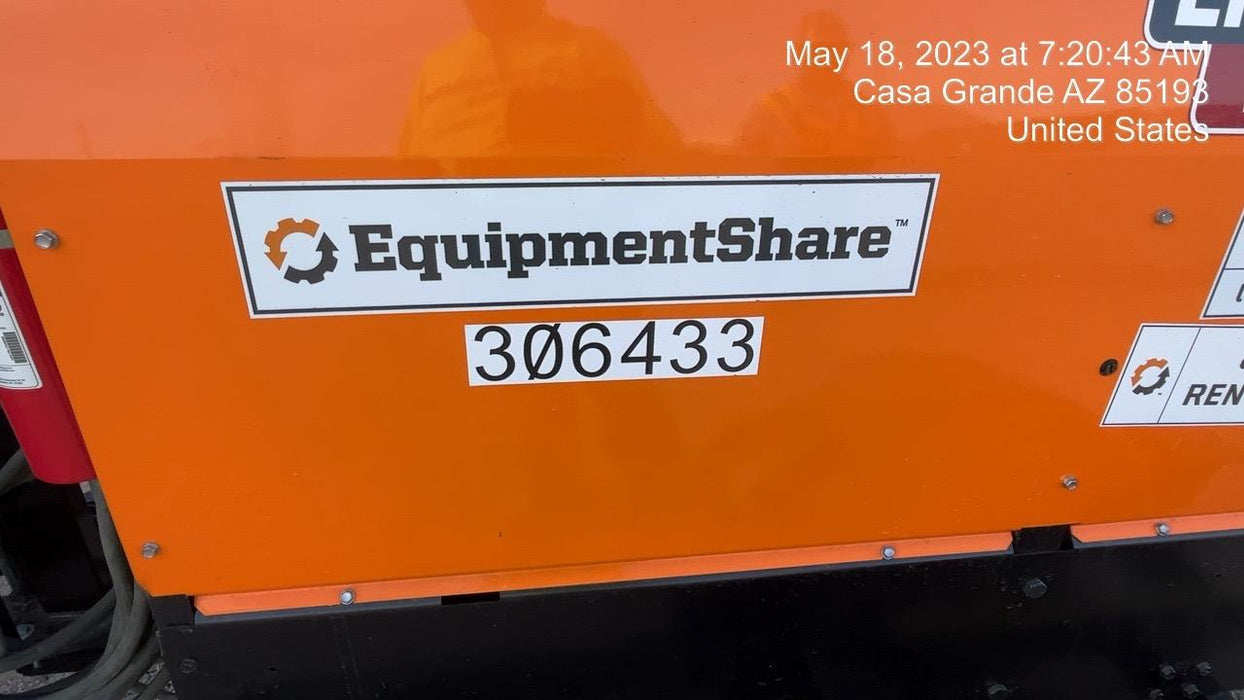 May 18, 2023 at 7:20:43 AM
Casa Grande AZ 85193
United States
EquipmentShare™
3Ø6433